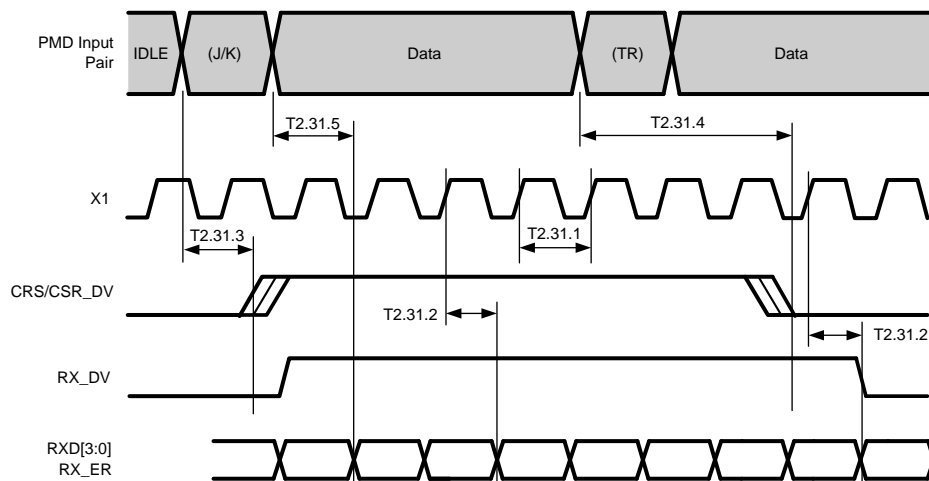 PMD Input
Pair
IDLE
(J/K)
Data
(TR)
Data
T2.31.5
T2.31.4
X1
T2.31.3
T2.31.1
CRS/CSR_DV
T2.31.2
T2.31.2
RX_DV
RXD[3:0]
RX_ER